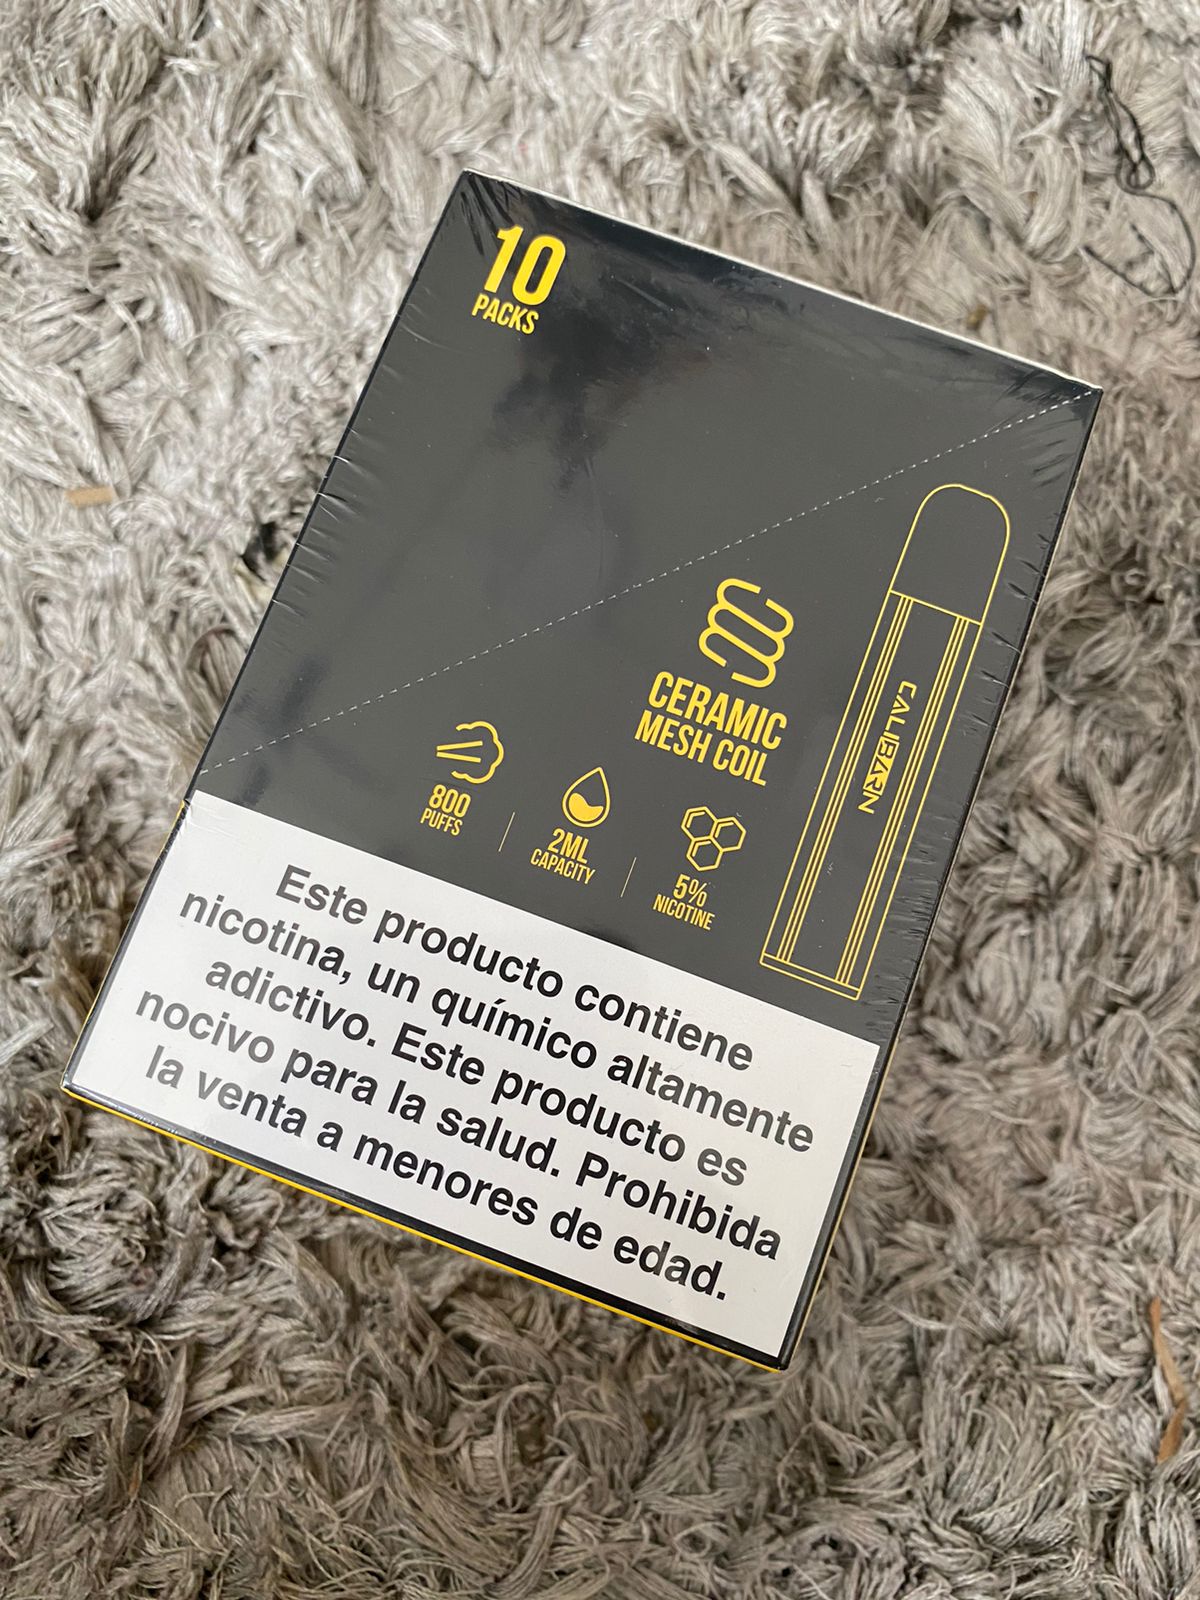 10
PACKS
CERAMIC
MESH COIL
CALIBARN
800
PUFFS
2ML
CAPACITY
5%
NICOTINE
Este producto contiene
nicotina, un químico altamente
adictivo. Este producto es
nocivo para la salud. Prohibida
la venta a menores de edad.